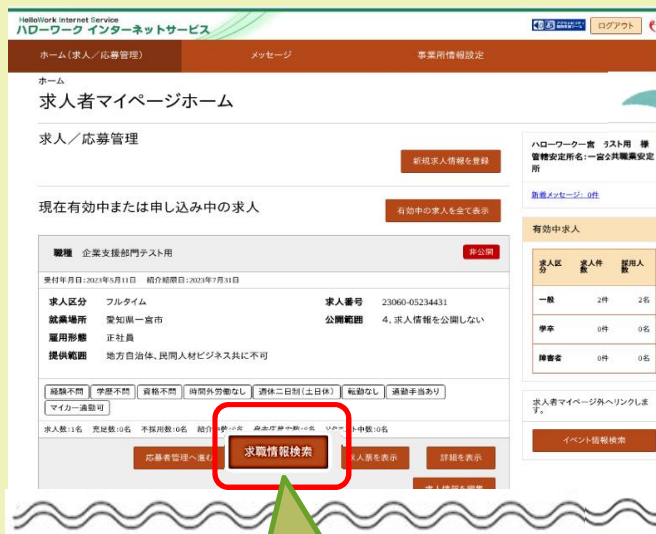 HelloWork Internet Service
ハローワーク インターネットサービス
ログアウト
ホーム(求人/応募管理)
メッセージ
事業所情報設定
ホーム
求人者マイページホーム
求人/応募管理
新規求人情報を登録
現在有効中または申し込み中の求人
有効中の求人を全て表示
職種 企業支援部門テスト用
非公開
受付年月日:2023年5月11日 紹介期限日:2023年7月31日
求人区分 フルタイム 求人番号 23060-05234431
就業場所 愛知県一宮市 公開範囲 4.求人情報を公開しない
雇用形態 正社員
提供範囲 地方自治体、民間人材ビジネス共に不可
経験不問 学歴不問 資格不問 時間外労働なし 週休二日制(土日休) 転勤なし 通勤手当あり
マイカー通勤可
求人数:1名 充足数:0名 不採用数:0名
応募者管理へ進む
求職情報検索
求人票を表示
詳細を表示
ハローワーク一宮 テスト用 様
管轄安定所名:一宮公共職業安定
所
新着メッセージ: 0件
有効中求人
求人区分 求人件数 採用人数
一般 2件 2名
学卒 0件 0名
障害者 0件 0名
求人者マイページ外へリンクしま
す。
イベント情報検索